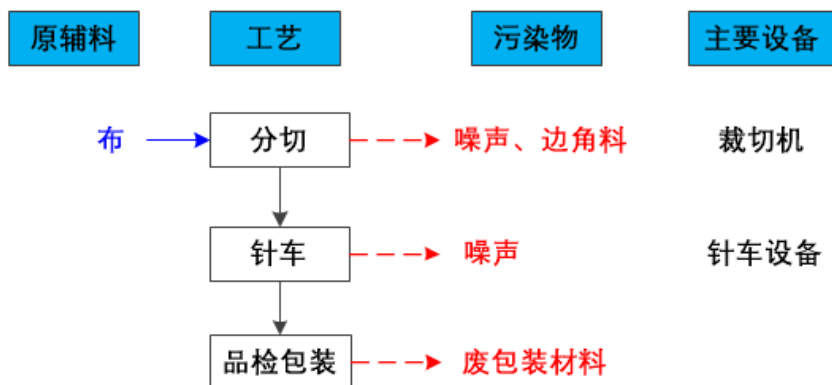 原辅料 工艺 污染物 主要设备
布 分切 噪声、边角料 裁切机
针车 噪声 针车设备
品检包装 废包装材料